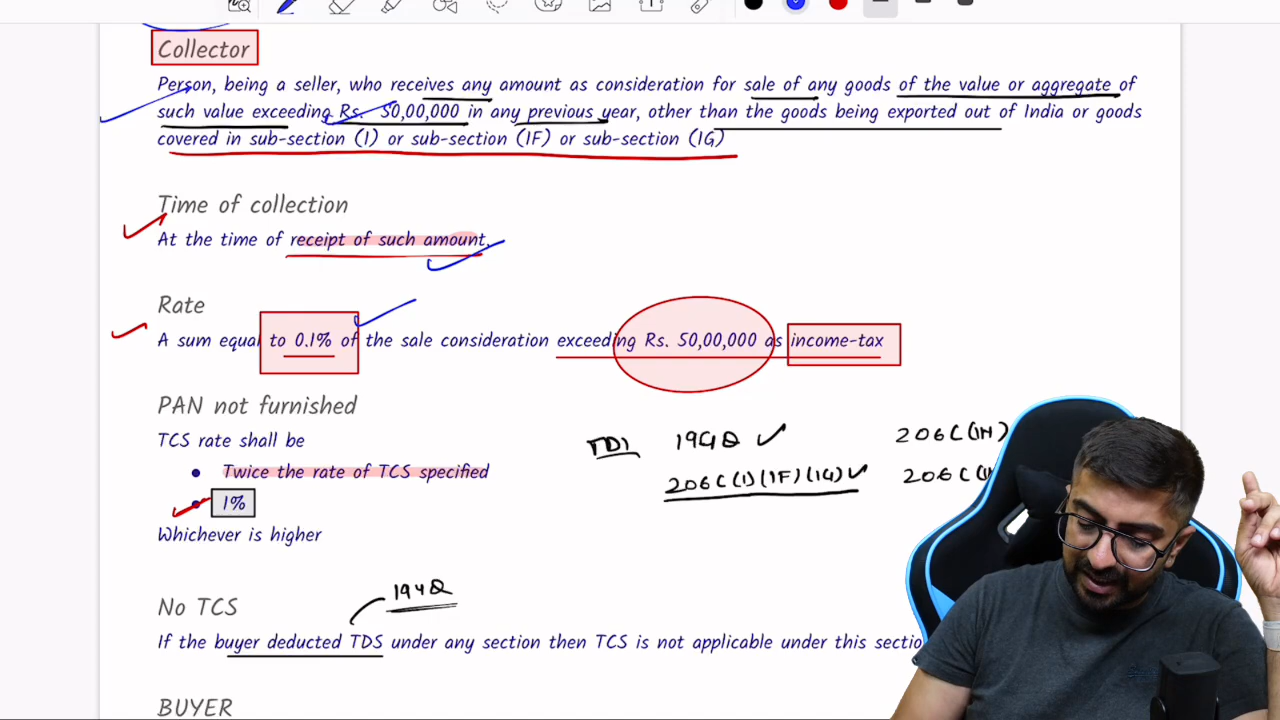 Collector
Person, being a seller, who receives any amount as consideration for sale of any goods of the value or aggregate of
such value exceeding Rs. 50,00,000 in any previous year, other than the goods being exported out of India or goods
covered in sub-section (1) or sub-section (1F) or sub-section (1G)
Time of collection
At the time of receipt of such amount.
Rate
A sum equal to 0.1% of the sale consideration exceeding Rs. 50,00,000 as income-tax
PAN not furnished
TCS rate shall be
• Twice the rate of TCS specified
• 1%
Whichever is higher
194Q 206C(1H)
206C(1)(1F)(1G) 206C(1
194Q
No TCS
If the buyer deducted TDS under any section then TCS is not applicable under this sectio
BUYER